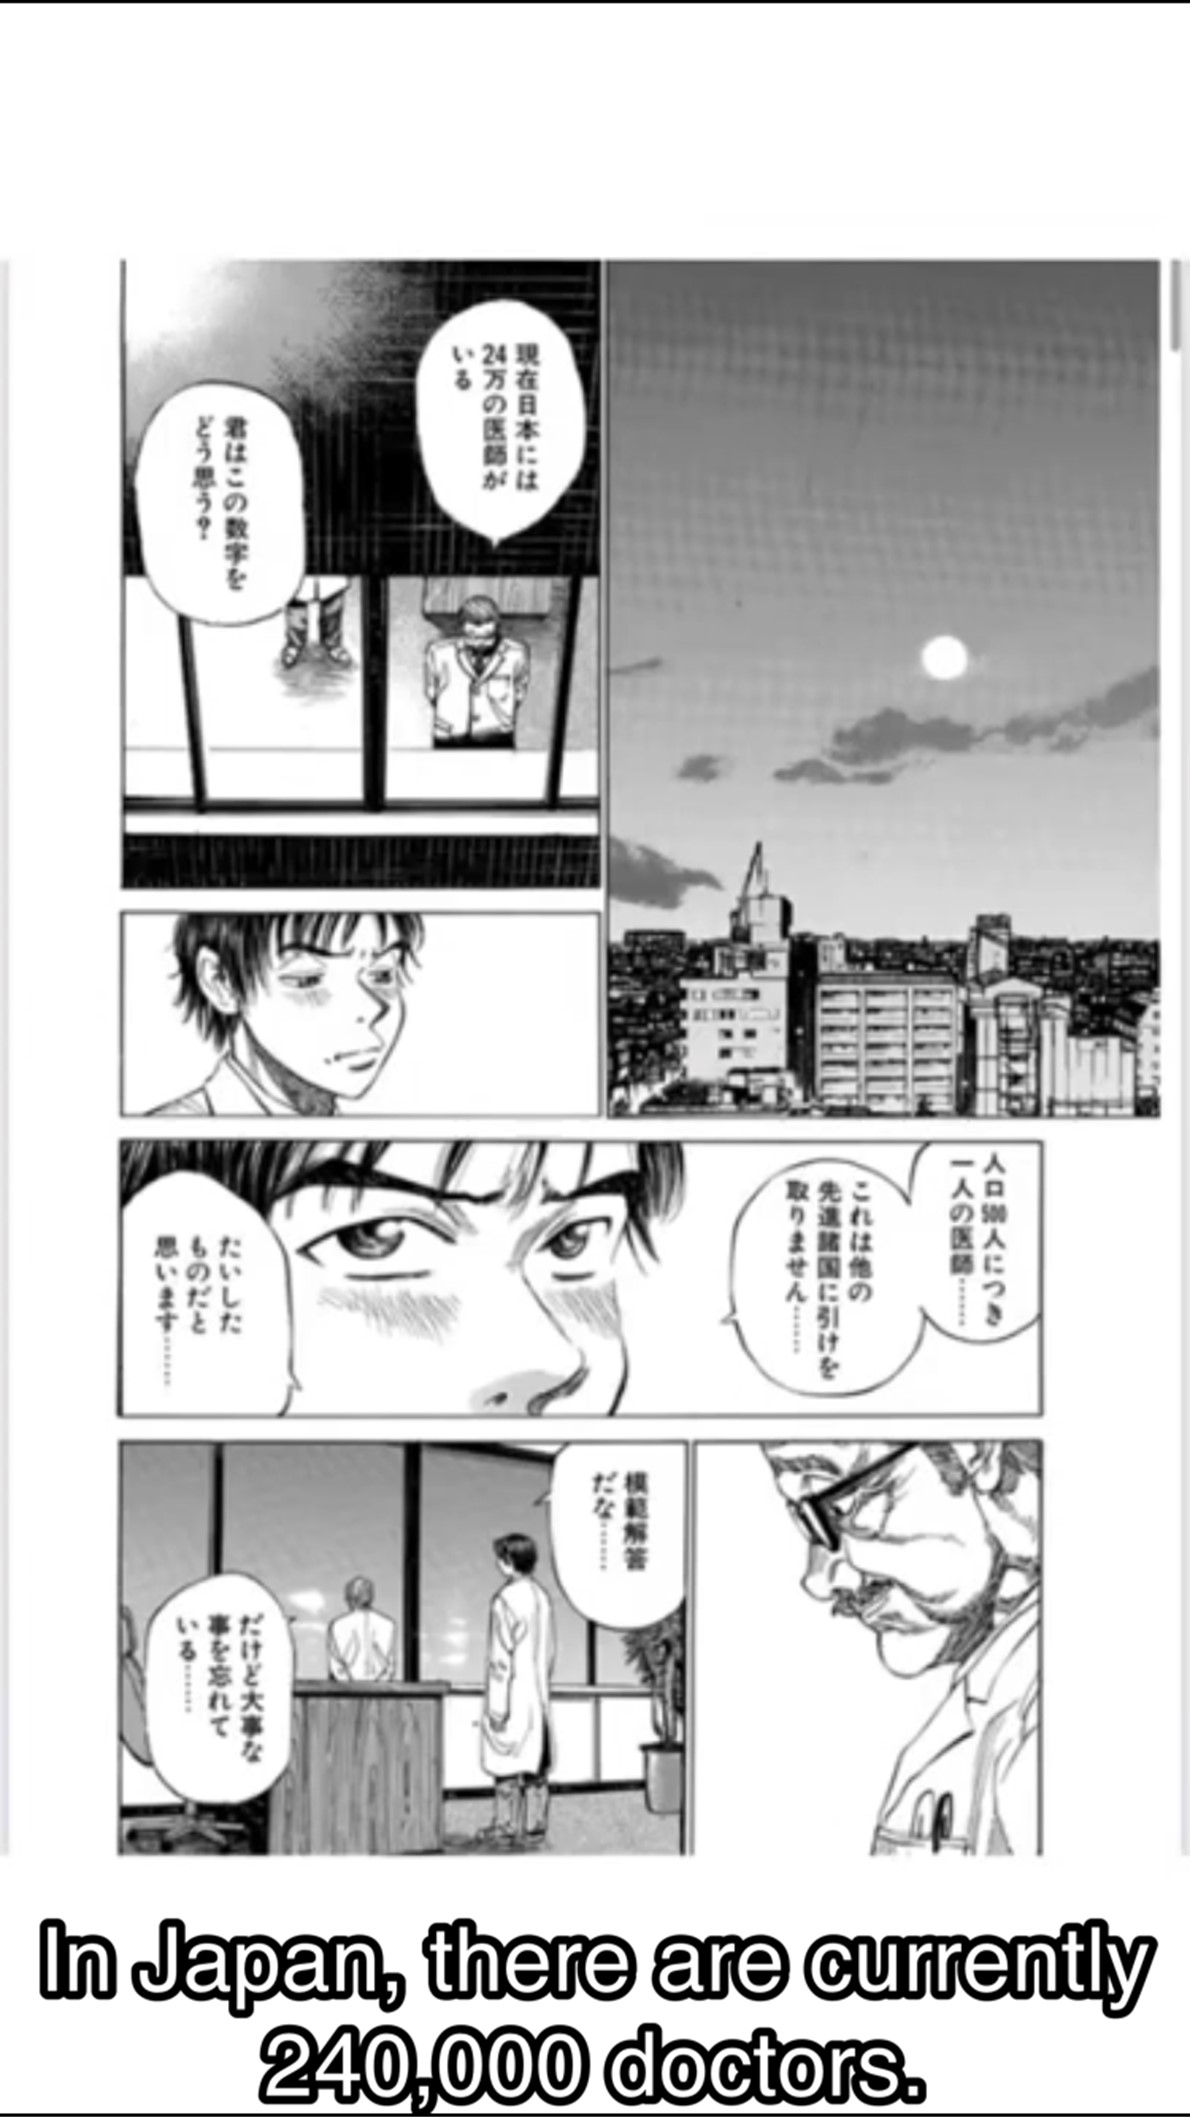 現在日本には
24万の医師が
いる
君はこの数字を
どう思う?
人口500人につき
一人の医師……
これは他の
先進諸国に引けを
取りません……
たいした
ものだと
思います……
模範解答
だな……
だけど大事な
事を忘れて
いる……
In Japan, there are currently
240,000 doctors.